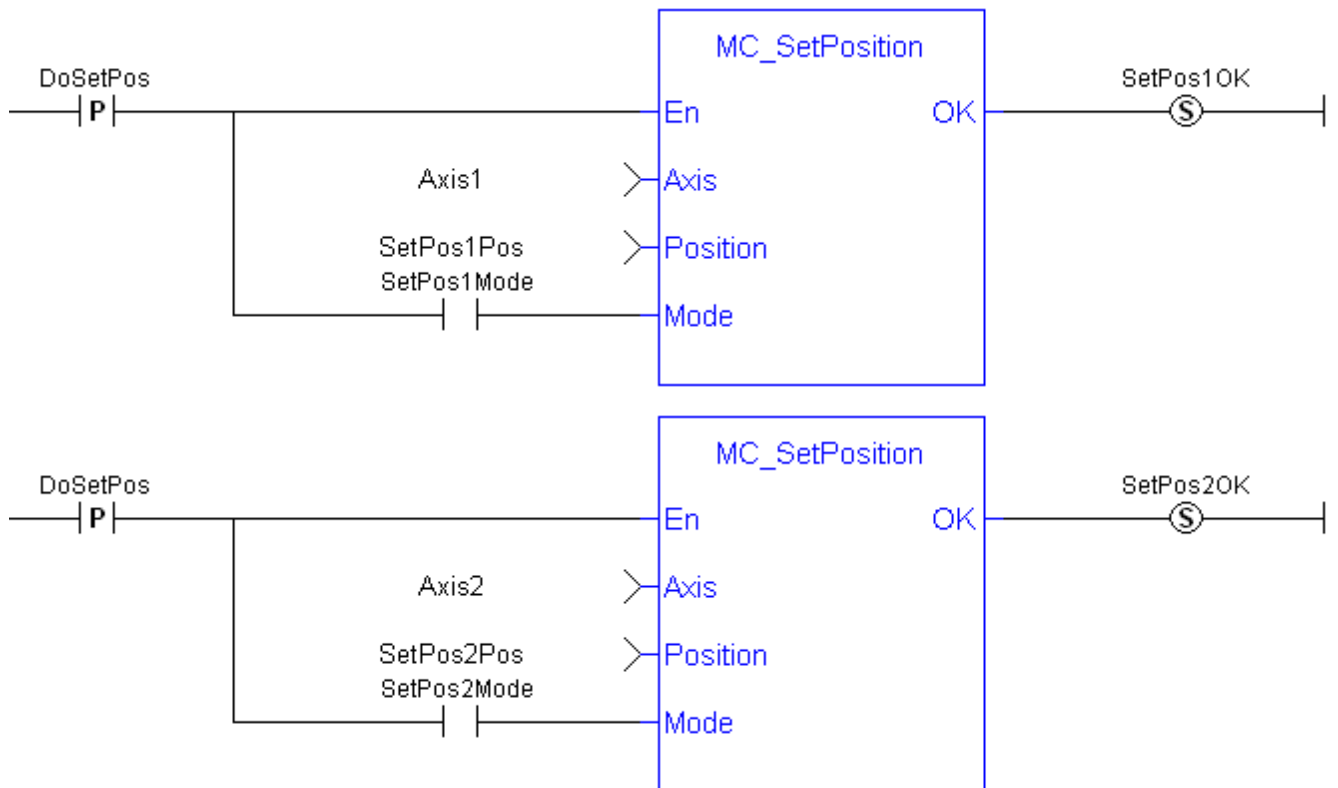 MC_SetPosition
DoSetPos
SetPos1OK
P
S
En
OK
Axis1
Axis
SetPos1Pos
Position
SetPos1Mode
Mode
MC_SetPosition
DoSetPos
SetPos2OK
P
S
En
OK
Axis2
Axis
SetPos2Pos
Position
SetPos2Mode
Mode